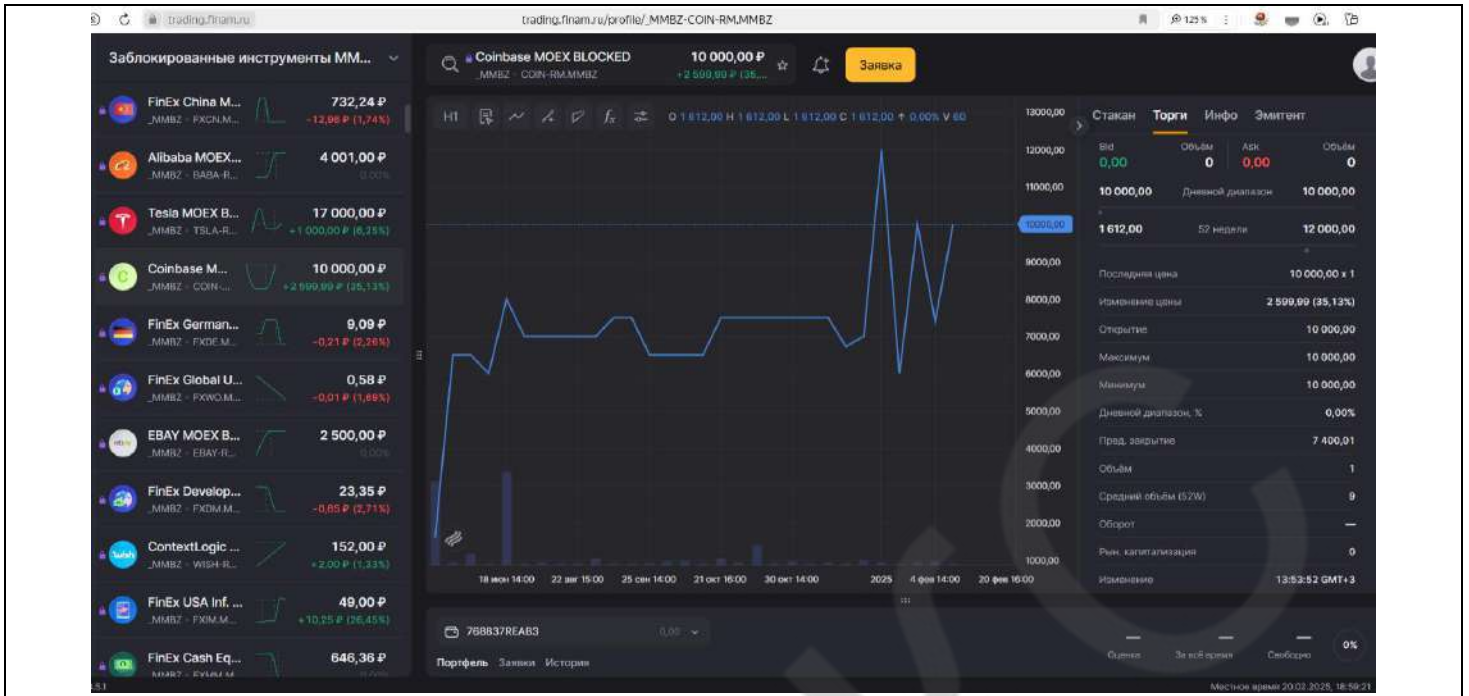 trading.finam.ru
trading.finam.ru/profile/_MMBZ-COIN-RM.MMBZ
125 %
Заблокированные инструменты ММ...
FinEx China M... 732,24 ₽
_MMBZ - FXCN.M... -12,96 ₽ (1,74%)
Alibaba MOEX... 4 001,00 ₽
_MMBZ - BABA-R... 0,00%
Tesla MOEX B... 17 000,00 ₽
_MMBZ - TSLA-R... +1 000,00 ₽ (6,25%)
Coinbase M... 10 000,00 ₽
_MMBZ - COIN-... +2 599,99 ₽ (35,13%)
FinEx German... 9,09 ₽
_MMBZ - FXDE.M... -0,21 ₽ (2,26%)
FinEx Global U... 0,58 ₽
_MMBZ - FXWO.M... -0,01 ₽ (1,69%)
EBAY MOEX B... 2 500,00 ₽
_MMBZ - EBAY-R... 0,00%
FinEx Develop... 23,35 ₽
_MMBZ - FXDM.M... -0,65 ₽ (2,71%)
ContextLogic ... 152,00 ₽
_MMBZ - WISH-R... +2,00 ₽ (1,33%)
FinEx USA Inf. ... 49,00 ₽
_MMBZ - FXIM.M... +10,25 ₽ (26,45%)
FinEx Cash Eq... 646,36 ₽
Coinbase MOEX BLOCKED 10 000,00 ₽
_MMBZ - COIN-RM.MMBZ +2 599,99 ₽ (35,...
Заявка
H1
O 1 612,00 H 1 612,00 L 1 612,00 C 1 612,00 0,00% V 60
13000,00
12000,00
11000,00
10000,00
9000,00
8000,00
7000,00
6000,00
5000,00
4000,00
3000,00
2000,00
1000,00
18 июн 14:00 22 авг 15:00 25 сен 14:00 21 окт 16:00 30 окт 14:00 2025 4 фев 14:00 20 фев 16:00
Стакан Торги Инфо Эмитент
Bid Объём Ask Объём
0,00 0 0,00 0
10 000,00 Дневной диапазон 10 000,00
1 612,00 52 недели 12 000,00
Последняя цена 10 000,00 x 1
Изменение цены 2 599,99 (35,13%)
Открытие 10 000,00
Максимум 10 000,00
Минимум 10 000,00
Дневной диапазон, % 0,00%
Пред. закрытие 7 400,01
Объём 1
Средний объём (52W) 9
Оборот —
Рын. капитализация 0
Изменение 13:53:52 GMT+3
768837REAB3 0,00
Портфель Заявки История
Оценка За всё время Свободно 0%
Местное время 20.02.2025, 18:59:21